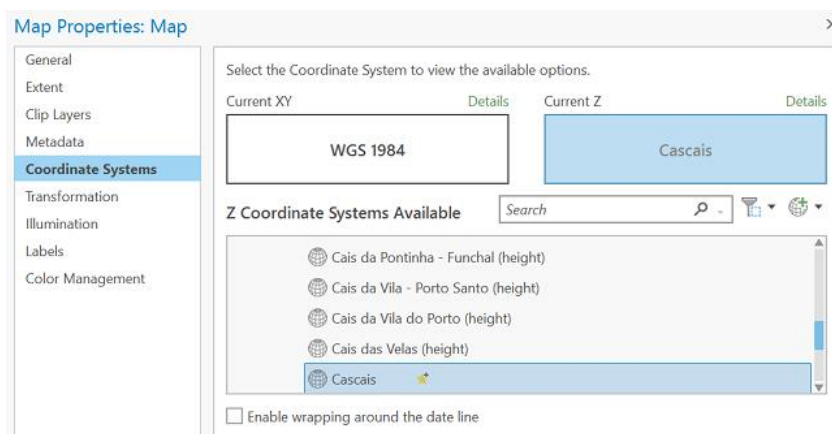 Map Properties: Map
General
Extent
Clip Layers
Metadata
Coordinate Systems
Transformation
Illumination
Labels
Color Management
Select the Coordinate System to view the available options.
Current XY Details Current Z Details
WGS 1984 Cascais
Z Coordinate Systems Available Search
Cais da Pontinha - Funchal (height)
Cais da Vila - Porto Santo (height)
Cais da Vila do Porto (height)
Cais das Velas (height)
Cascais
Enable wrapping around the date line